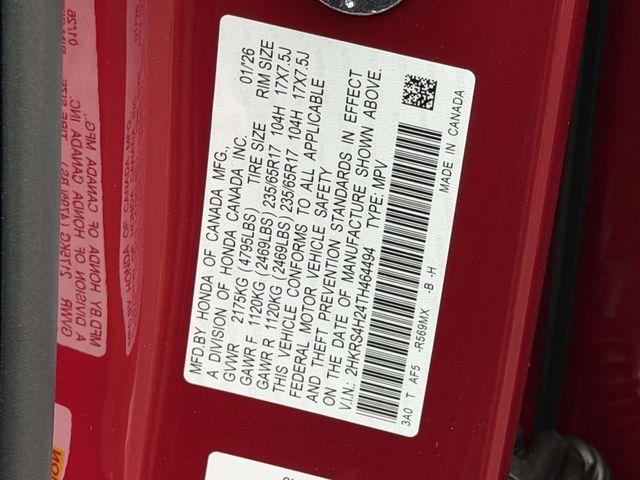 MFD.BY HONDA OF CANADA MFG.,
A DIVISION OF HONDA CANADA INC. 01/26
GVWR 2175KG (4795LBS) TIRE SIZE RIM SIZE
GAWR F 1120KG (2469LBS) 235/65R17 104H 17X7.5J
GAWR R 1120KG (2469LBS) 235/65R17 104H 17X7.5J
THIS VEHICLE CONFORMS TO ALL APPLICABLE
FEDERAL MOTOR VEHICLE SAFETY
AND THEFT PREVENTION STANDARDS IN EFFECT
ON THE DATE OF MANUFACTURE SHOWN ABOVE.
V.I.N.: 2HKRS4H24TH464494 TYPE: MPV
3A0 T AF5 -R569MX -B -H MADE IN CANADA